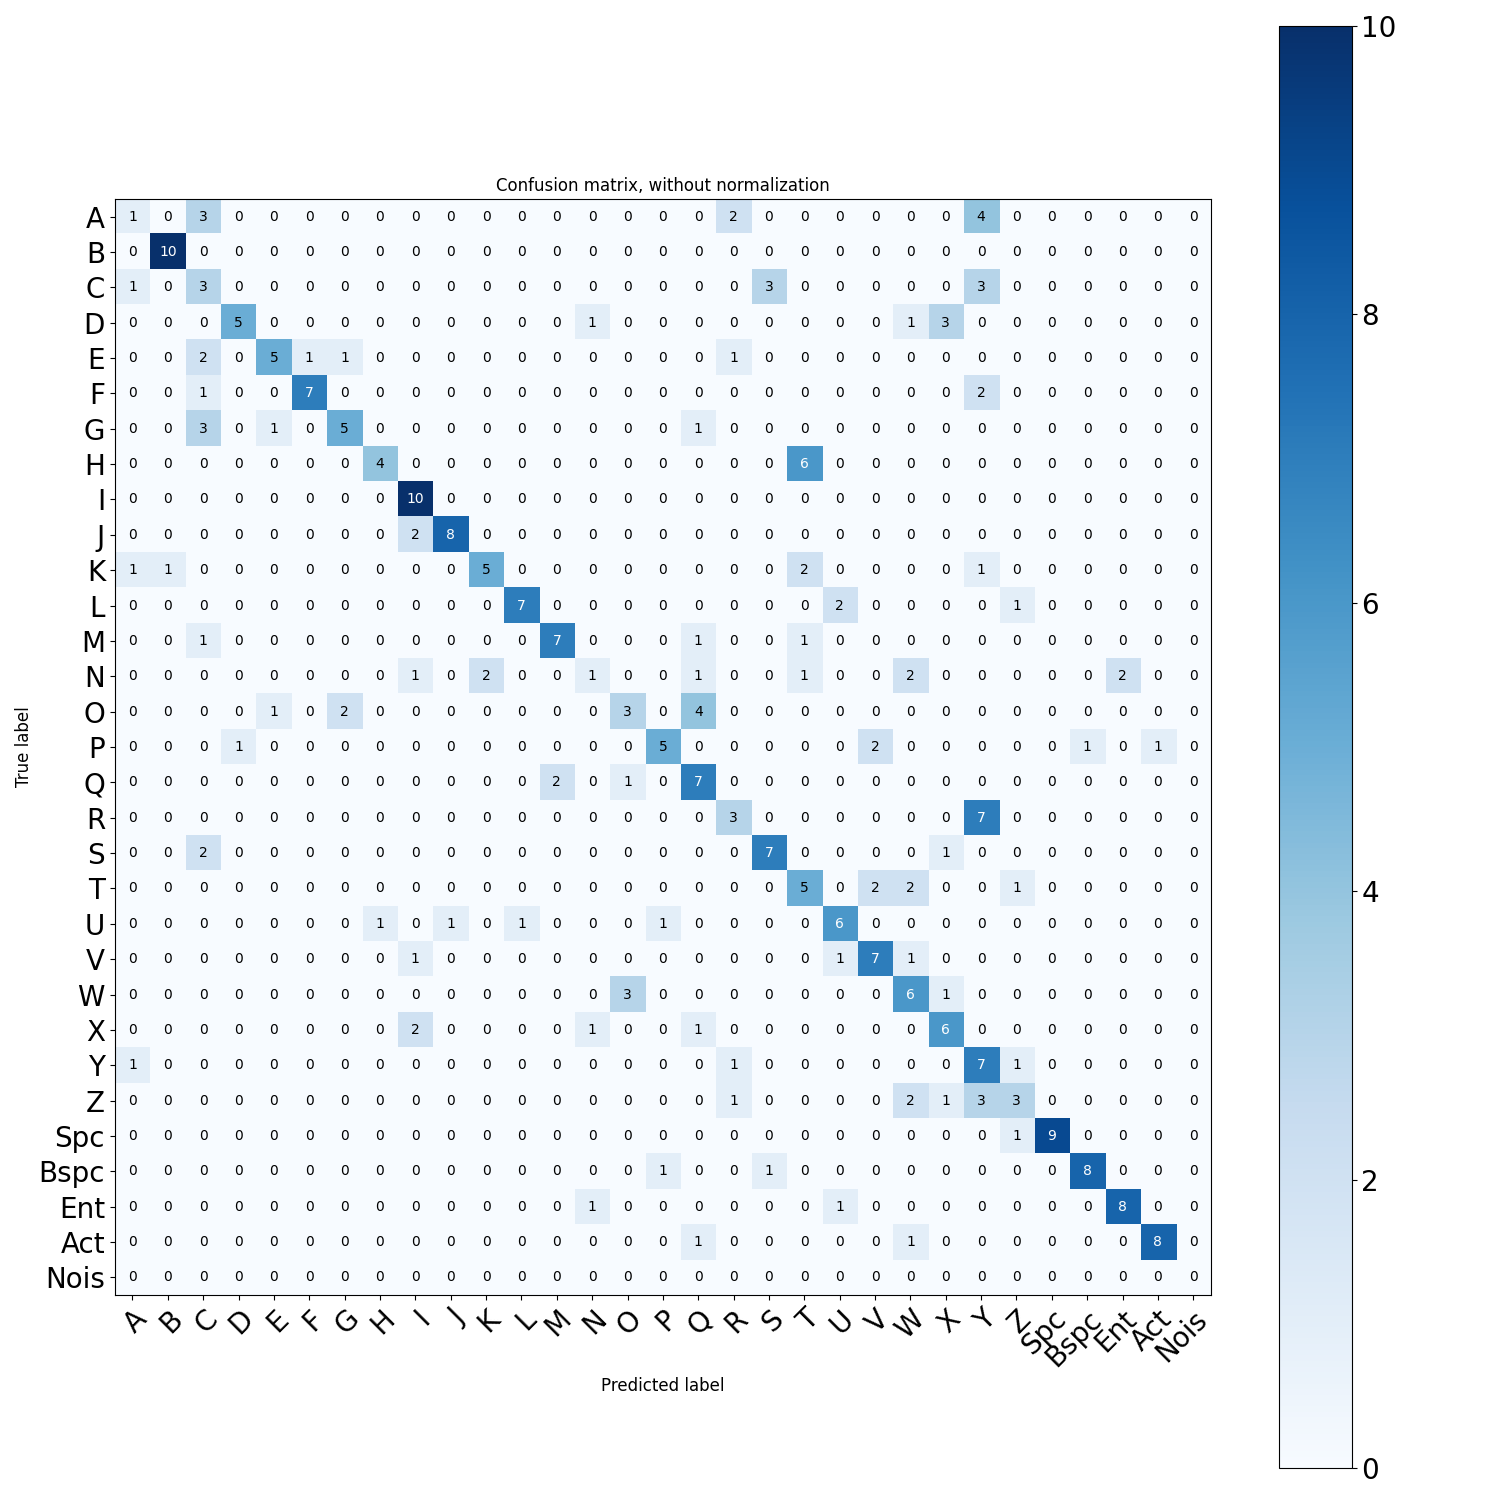 Confusion matrix, without normalization
A 1 0 3 0 0 0 0 0 0 0 0 0 0 0 0 0 0 2 0 0 0 0 0 0 4 0 0 0 0 0 0
B 0 10 0 0 0 0 0 0 0 0 0 0 0 0 0 0 0 0 0 0 0 0 0 0 0 0 0 0 0 0 0
C 1 0 3 0 0 0 0 0 0 0 0 0 0 0 0 0 0 0 3 0 0 0 0 0 3 0 0 0 0 0 0
D 0 0 0 5 0 0 0 0 0 0 0 0 0 1 0 0 0 0 0 0 0 0 1 3 0 0 0 0 0 0 0
E 0 0 2 0 5 1 1 0 0 0 0 0 0 0 0 0 0 1 0 0 0 0 0 0 0 0 0 0 0 0 0
F 0 0 1 0 0 7 0 0 0 0 0 0 0 0 0 0 0 0 0 0 0 0 0 0 2 0 0 0 0 0 0
G 0 0 3 0 1 0 5 0 0 0 0 0 0 0 0 0 1 0 0 0 0 0 0 0 0 0 0 0 0 0 0
H 0 0 0 0 0 0 0 4 0 0 0 0 0 0 0 0 0 0 0 6 0 0 0 0 0 0 0 0 0 0 0
I 0 0 0 0 0 0 0 0 10 0 0 0 0 0 0 0 0 0 0 0 0 0 0 0 0 0 0 0 0 0 0
J 0 0 0 0 0 0 0 0 2 8 0 0 0 0 0 0 0 0 0 0 0 0 0 0 0 0 0 0 0 0 0
K 1 1 0 0 0 0 0 0 0 0 5 0 0 0 0 0 0 0 0 2 0 0 0 0 1 0 0 0 0 0 0
L 0 0 0 0 0 0 0 0 0 0 0 7 0 0 0 0 0 0 0 0 2 0 0 0 0 1 0 0 0 0 0
M 0 0 1 0 0 0 0 0 0 0 0 0 7 0 0 0 1 0 0 1 0 0 0 0 0 0 0 0 0 0 0
N 0 0 0 0 0 0 0 0 1 0 2 0 0 1 0 0 1 0 0 1 0 0 2 0 0 0 0 0 2 0 0
O 0 0 0 0 1 0 2 0 0 0 0 0 0 0 3 0 4 0 0 0 0 0 0 0 0 0 0 0 0 0 0
P 0 0 0 1 0 0 0 0 0 0 0 0 0 0 0 5 0 0 0 0 0 2 0 0 0 0 0 1 0 1 0
Q 0 0 0 0 0 0 0 0 0 0 0 0 2 0 1 0 7 0 0 0 0 0 0 0 0 0 0 0 0 0 0
R 0 0 0 0 0 0 0 0 0 0 0 0 0 0 0 0 0 3 0 0 0 0 0 0 7 0 0 0 0 0 0
S 0 0 2 0 0 0 0 0 0 0 0 0 0 0 0 0 0 0 7 0 0 0 0 1 0 0 0 0 0 0 0
T 0 0 0 0 0 0 0 0 0 0 0 0 0 0 0 0 0 0 0 5 0 2 2 0 0 1 0 0 0 0 0
U 0 0 0 0 0 0 0 1 0 1 0 1 0 0 0 1 0 0 0 0 6 0 0 0 0 0 0 0 0 0 0
V 0 0 0 0 0 0 0 0 1 0 0 0 0 0 0 0 0 0 0 0 1 7 1 0 0 0 0 0 0 0 0
W 0 0 0 0 0 0 0 0 0 0 0 0 0 0 3 0 0 0 0 0 0 0 6 1 0 0 0 0 0 0 0
X 0 0 0 0 0 0 0 0 2 0 0 0 0 1 0 0 1 0 0 0 0 0 0 6 0 0 0 0 0 0 0
Y 1 0 0 0 0 0 0 0 0 0 0 0 0 0 0 0 0 1 0 0 0 0 0 0 7 1 0 0 0 0 0
Z 0 0 0 0 0 0 0 0 0 0 0 0 0 0 0 0 0 1 0 0 0 0 2 1 3 3 0 0 0 0 0
Spc 0 0 0 0 0 0 0 0 0 0 0 0 0 0 0 0 0 0 0 0 0 0 0 0 0 1 9 0 0 0 0
Bspc 0 0 0 0 0 0 0 0 0 0 0 0 0 0 0 1 0 0 1 0 0 0 0 0 0 0 0 8 0 0 0
Ent 0 0 0 0 0 0 0 0 0 0 0 0 0 1 0 0 0 0 0 0 1 0 0 0 0 0 0 0 8 0 0
Act 0 0 0 0 0 0 0 0 0 0 0 0 0 0 0 0 1 0 0 0 0 0 1 0 0 0 0 0 0 8 0
Nois 0 0 0 0 0 0 0 0 0 0 0 0 0 0 0 0 0 0 0 0 0 0 0 0 0 0 0 0 0 0 0
A B C D E F G H I J K L M N O P Q R S T U V W X Y Z Spc Bspc Ent Act Nois
Predicted label
True label
10
8
6
4
2
0